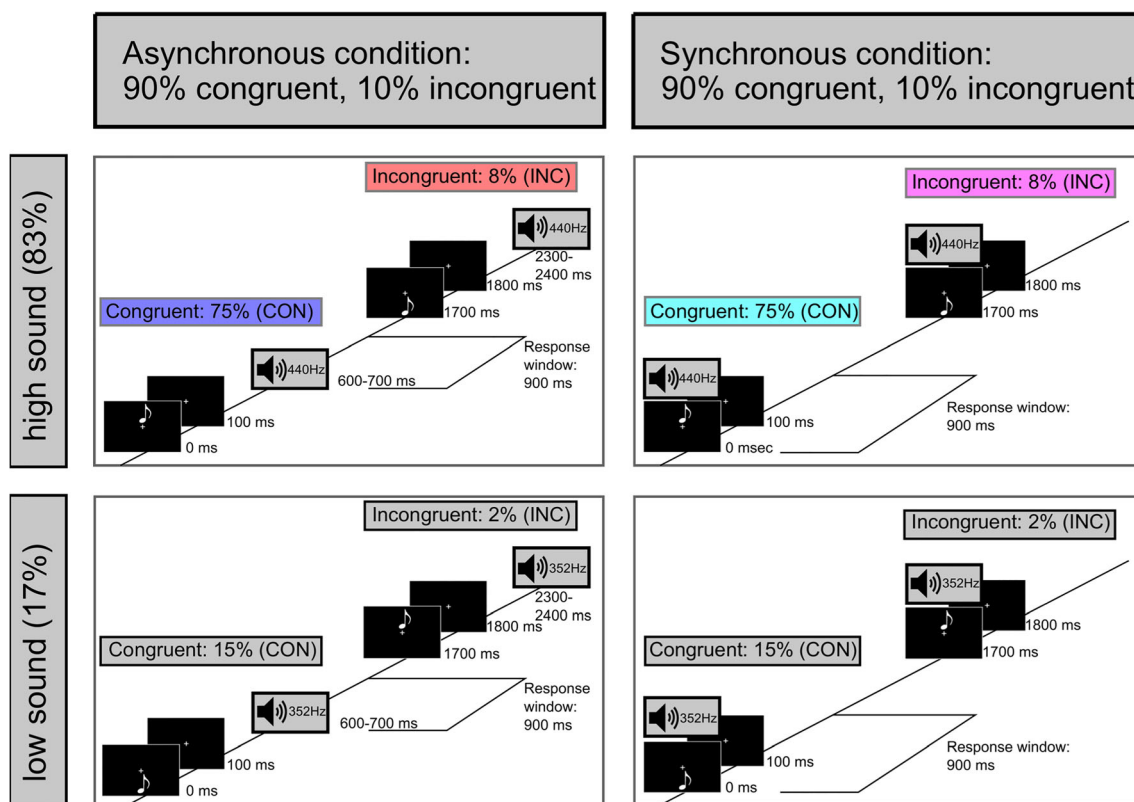 Asynchronous condition:
90% congruent, 10% incongruent
Synchronous condition:
90% congruent, 10% incongruent
high sound (83%)
Incongruent: 8% (INC)
440Hz
2300-
2400 ms
1800 ms
1700 ms
Congruent: 75% (CON)
Response
window:
900 ms
440Hz
600-700 ms
100 ms
0 ms
Incongruent: 8% (INC)
440Hz
1800 ms
1700 ms
Congruent: 75% (CON)
440Hz
Response window:
900 ms
100 ms
0 msec
low sound (17%)
Incongruent: 2% (INC)
352Hz
2300-
2400 ms
1800 ms
1700 ms
Congruent: 15% (CON)
Response
window:
900 ms
352Hz
600-700 ms
100 ms
0 ms
Incongruent: 2% (INC)
352Hz
1800 ms
1700 ms
Congruent: 15% (CON)
352Hz
Response window:
900 ms
100 ms
0 ms